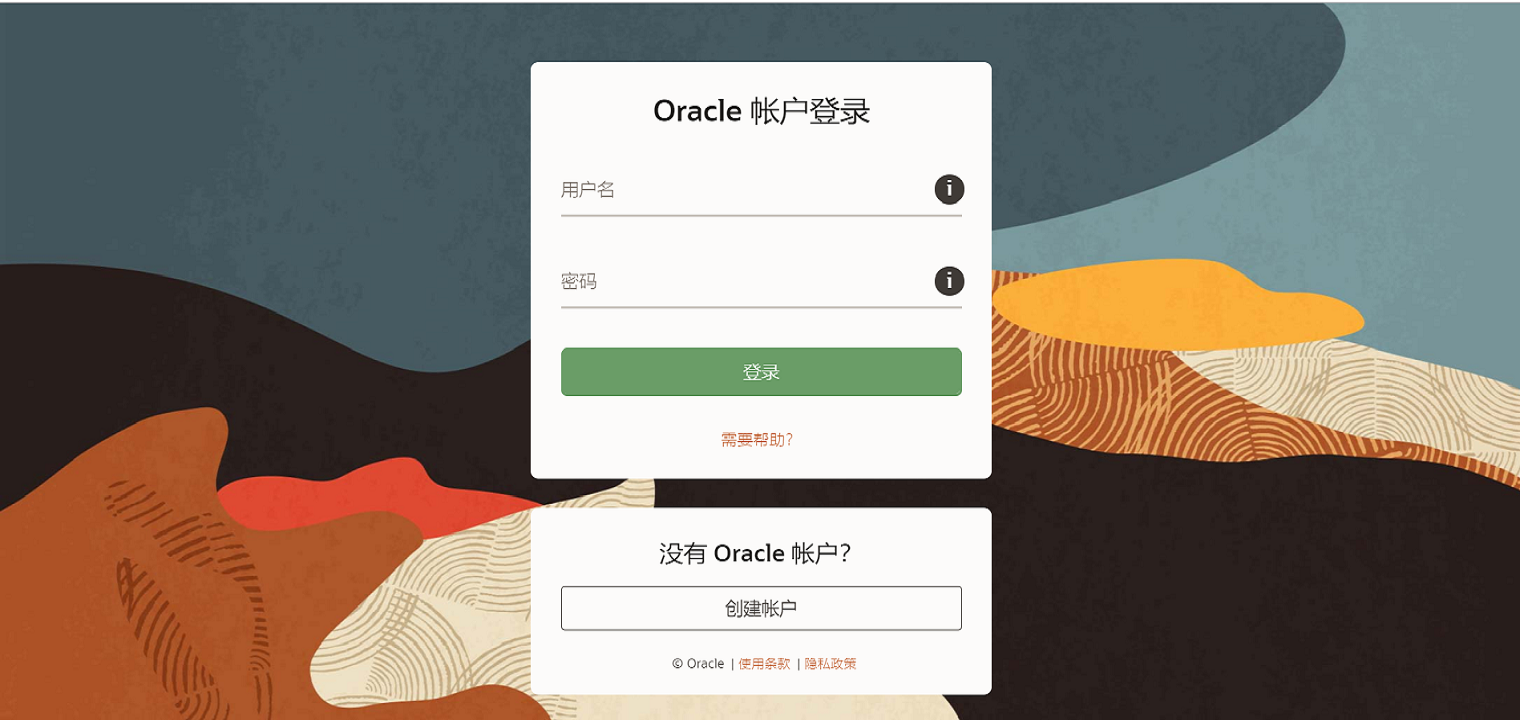 Oracle 帐户登录
用户名
i
密码
i
登录
需要帮助?
没有 Oracle 帐户?
创建帐户
© Oracle | 使用条款 | 隐私政策